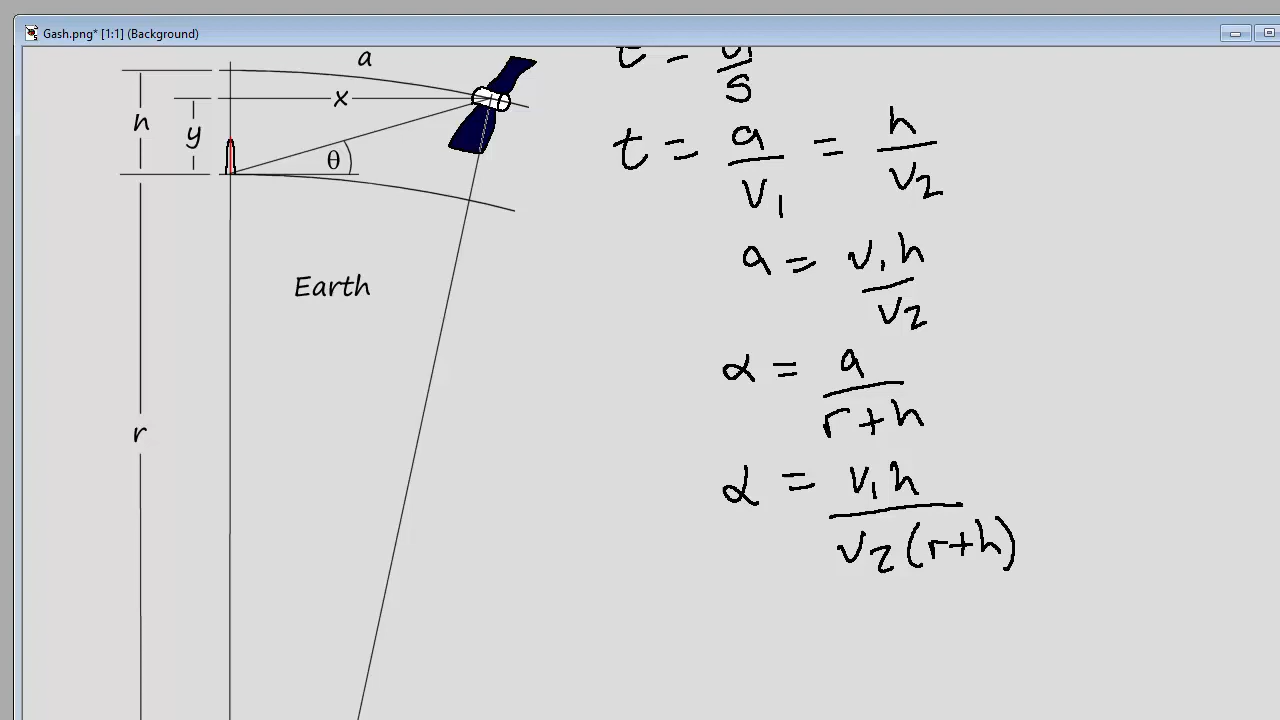 Gash.png* [1:1] (Background)
a
x
h
y
θ
Earth
r
t = a/V₁ = h/V₂
a = V₁h/V₂
α = a/r+h
α = V₁h/V₂(r+h)